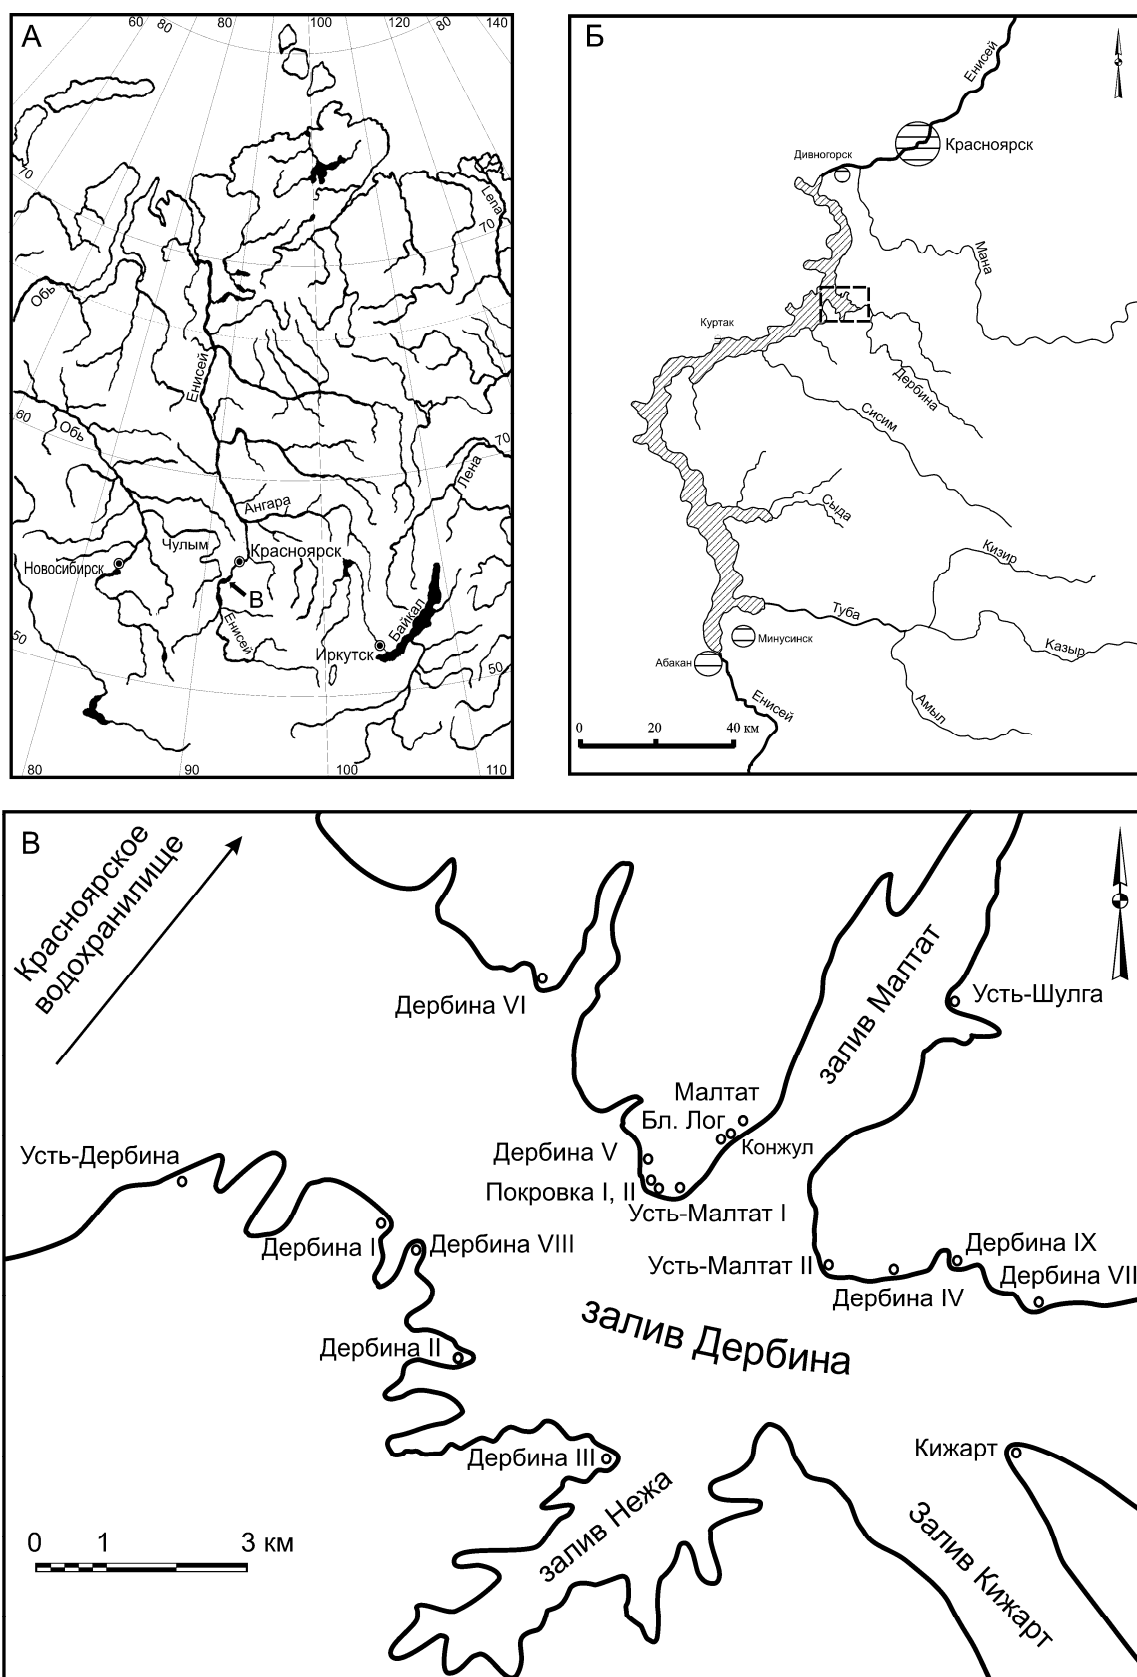 А
60
80
80
100
120
80
140
70
Lena
70
Обь
Енисей
60
Обь
70
Лена
Ангара
Чулым
Красноярск
Новосибирск
В
Енисей
Байкал
Иркутск
50
50
80
90
100
110
Б
Енисей
Красноярск
Дивногорск
Мана
Куртак
Дербина
Сисим
Сыда
Кизир
Туба
Минусинск
Казыр
Абакан
Амыл
Енисей
0 20 40 км
В
Красноярское
водохранилище
залив Малтат
Усть-Шулга
Дербина VI
Малтат
Бл. Лог
Конжул
Дербина V
Усть-Дербина
Покровка I, II
Усть-Малтат I
Дербина I
Дербина VIII
Дербина IX
Усть-Малтат II
Дербина VII
Дербина IV
залив Дербина
Дербина II
Дербина III
Кижарт
залив Нежа
Залив Кижарт
0 1 3 км